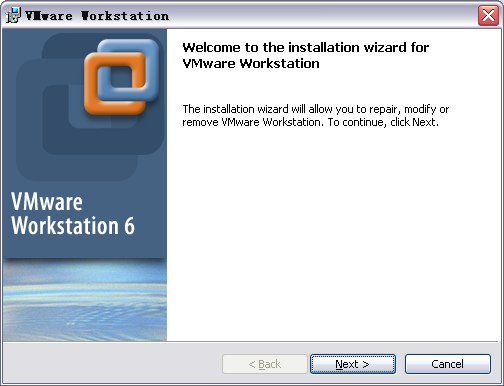 VMware Workstation
Welcome to the installation wizard for
VMware Workstation
The installation wizard will allow you to repair, modify or
remove VMware Workstation. To continue, click Next.
VMware
Workstation 6
< Back
Next >
Cancel